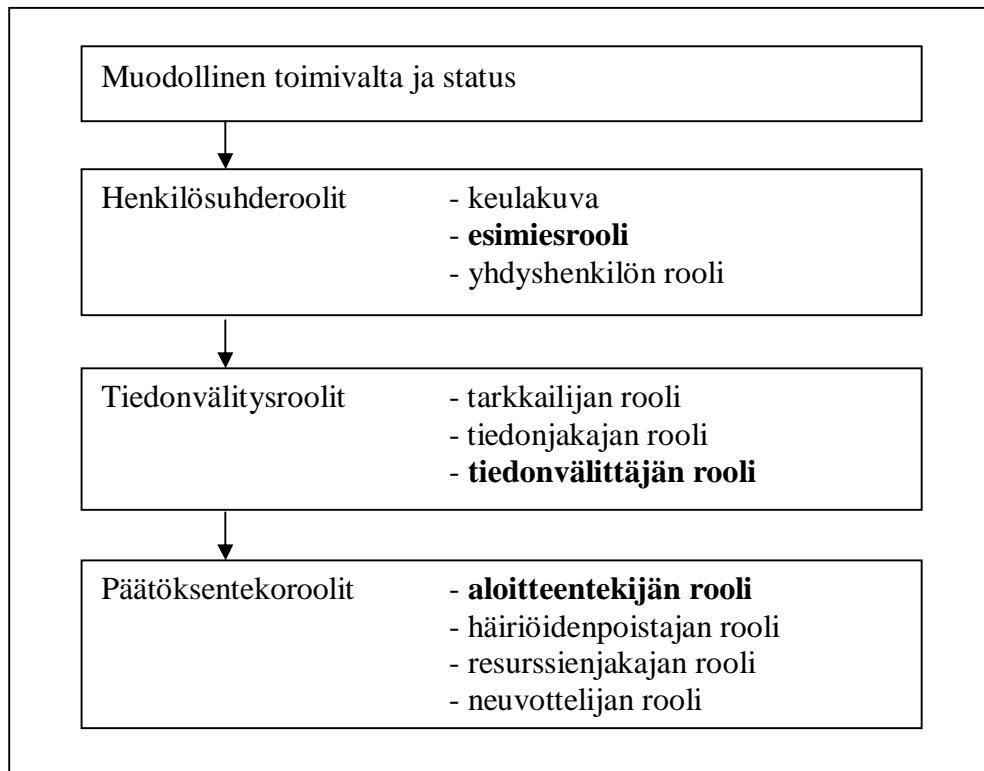 Muodollinen toimivalta ja status
Henkilösuhderoolit - keulakuva
- esimiesrooli
- yhdyshenkilön rooli
Tiedonvälitysroolit - tarkkailijan rooli
- tiedonjakajan rooli
- tiedonvälittäjän rooli
Päätöksentekoroolit - aloitteentekijän rooli
- häiriöidenpoistajan rooli
- resurssienjakajan rooli
- neuvottelijan rooli